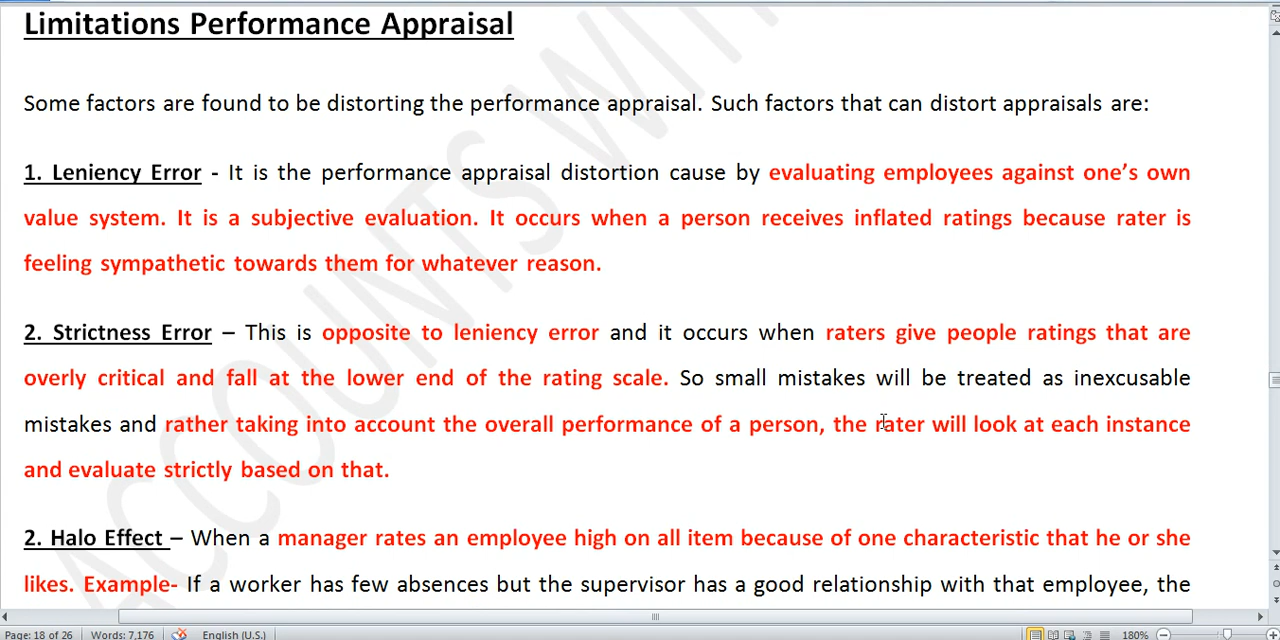 Limitations Performance Appraisal
Some factors are found to be distorting the performance appraisal. Such factors that can distort appraisals are:
1. Leniency Error - It is the performance appraisal distortion cause by evaluating employees against one’s own
value system. It is a subjective evaluation. It occurs when a person receives inflated ratings because rater is
feeling sympathetic towards them for whatever reason.
2. Strictness Error – This is opposite to leniency error and it occurs when raters give people ratings that are
overly critical and fall at the lower end of the rating scale. So small mistakes will be treated as inexcusable
mistakes and rather taking into account the overall performance of a person, the rater will look at each instance
and evaluate strictly based on that.
2. Halo Effect – When a manager rates an employee high on all item because of one characteristic that he or she
likes. Example- If a worker has few absences but the supervisor has a good relationship with that employee, the
ACCOUNTS WIT
Page: 18 of 26 Words: 7,176 English (U.S.) 180%